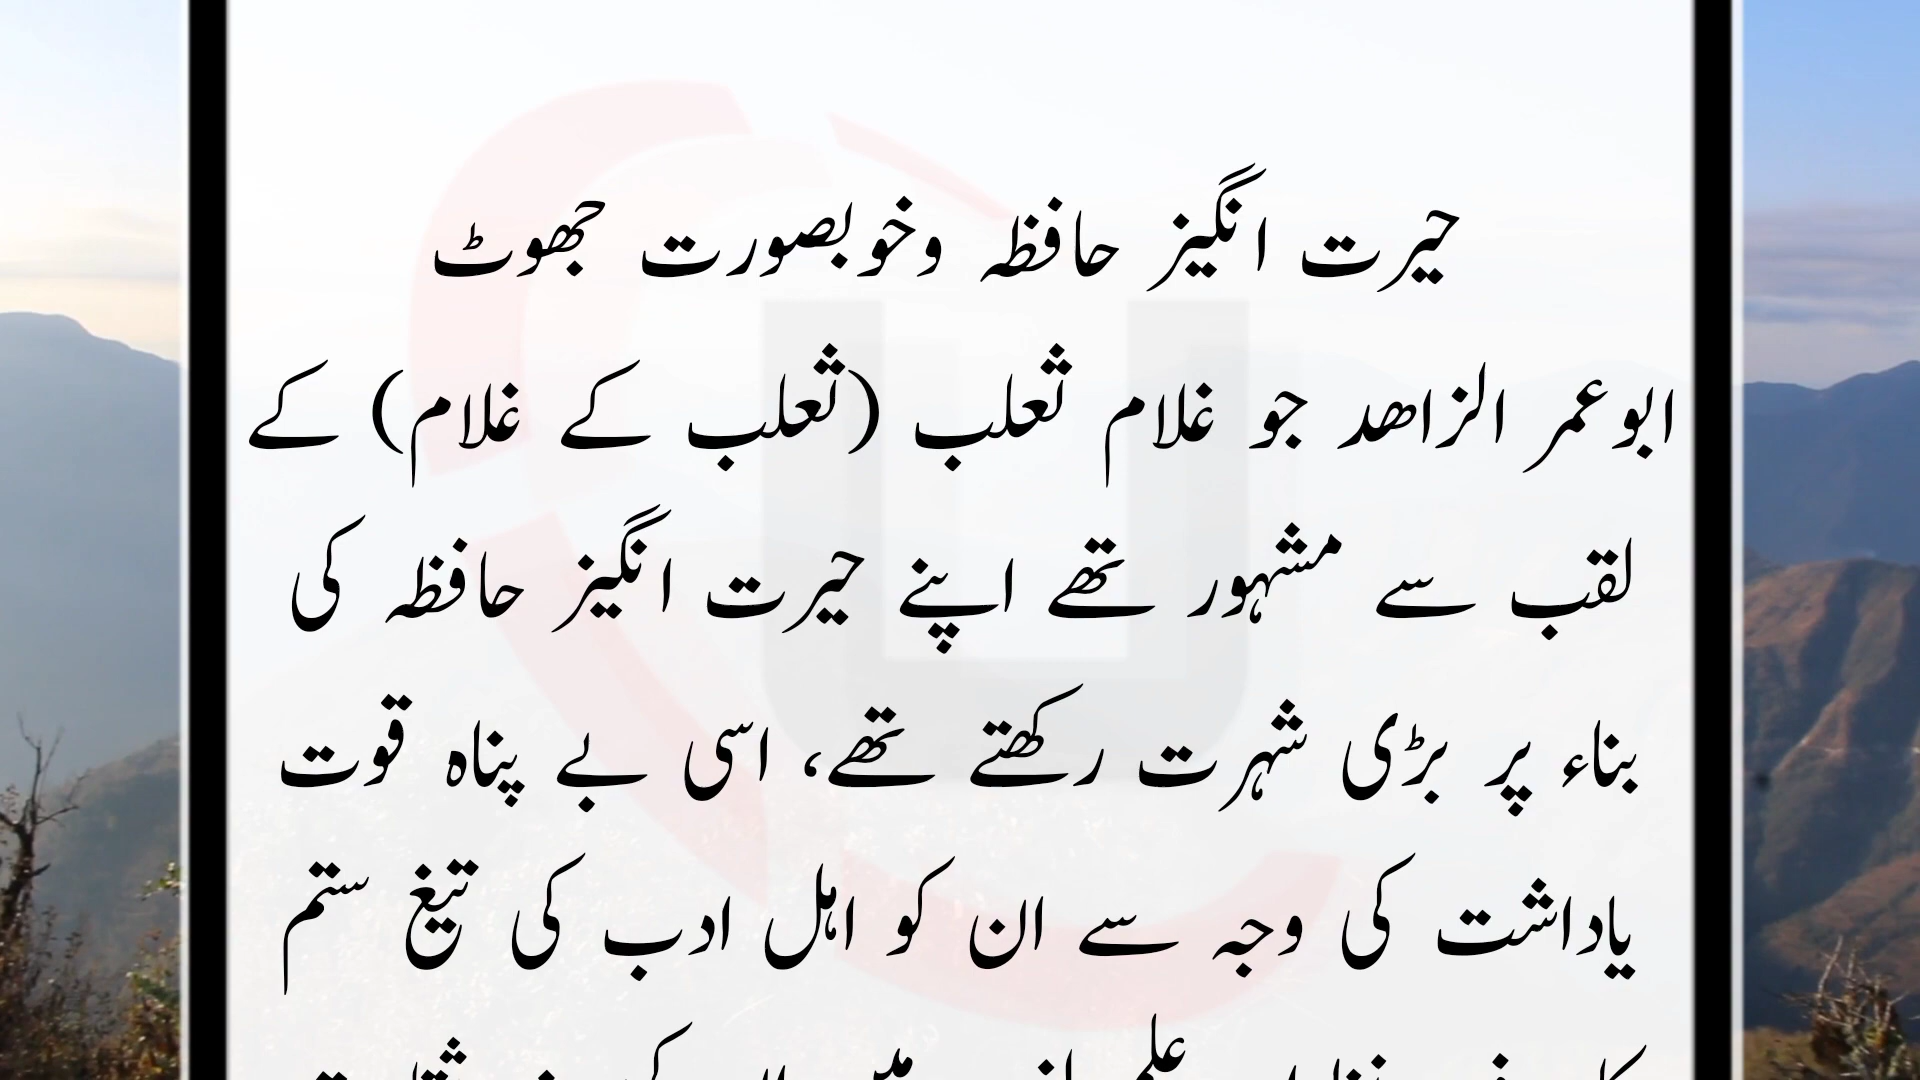 حیرت انگیز حافظہ وخوبصورت جھوٹ
ابوعمر الزاھد جو غلام ثعلب (ثعلب کے غلام) کے
لقب سے مشہور تھے اپنے حیرت انگیز حافظہ کی
بناء پر بڑی شہرت رکھتے تھے، اسی بے پناہ قوت
یاداشت کی وجہ سے ان کو اہل ادب کی تیغ ستم